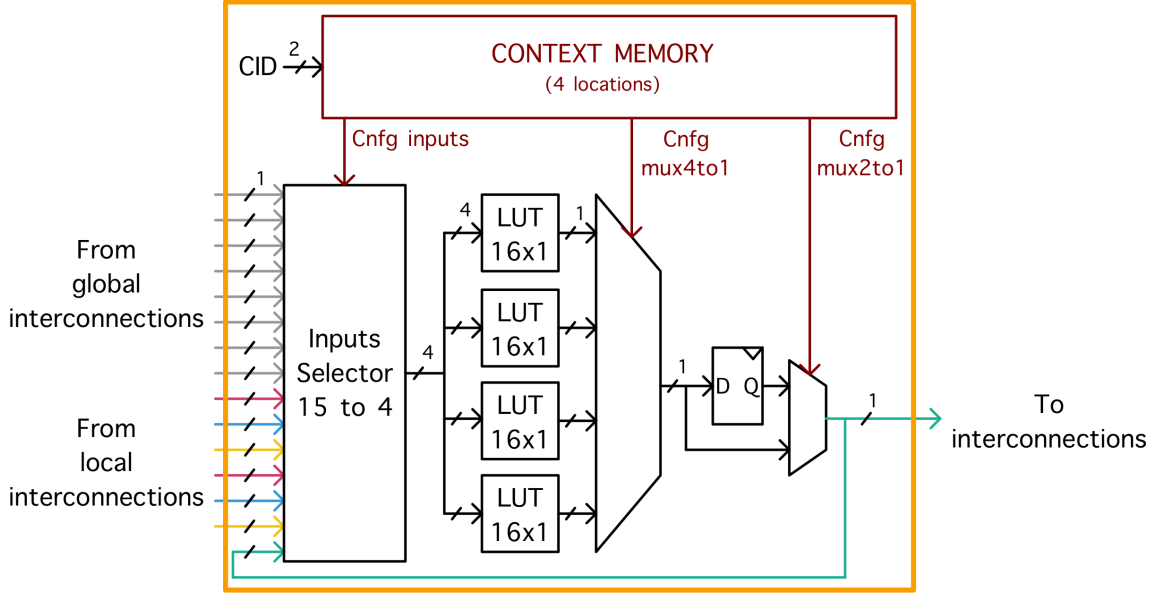 CONTEXT MEMORY
(4 locations)
CID
2
Cnfg inputs
Cnfg
mux4to1
Cnfg
mux2to1
1
From
global
interconnections
From
local
interconnections
Inputs
Selector
15 to 4
4
4
LUT
16x1
1
LUT
16x1
LUT
16x1
LUT
16x1
1
D Q
1
To
interconnections